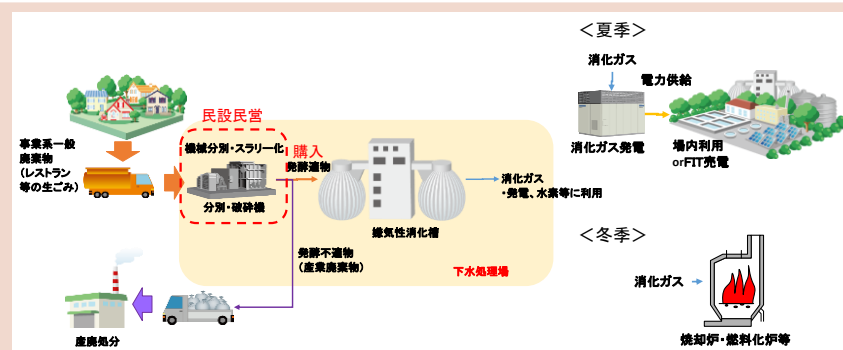 事業系一般
廃棄物
(レストラン
等の生ごみ)
民設民営
機械分別・スラリー化
分別・破砕機
購入
発酵適物
嫌気性消化槽
消化ガス
・発電、水素等に利用
発酵不適物
(産業廃棄物)
下水処理場
産廃処分
<夏季>
消化ガス
電力供給
消化ガス発電
場内利用
orFIT売電
<冬季>
消化ガス
焼却炉・燃料化炉等